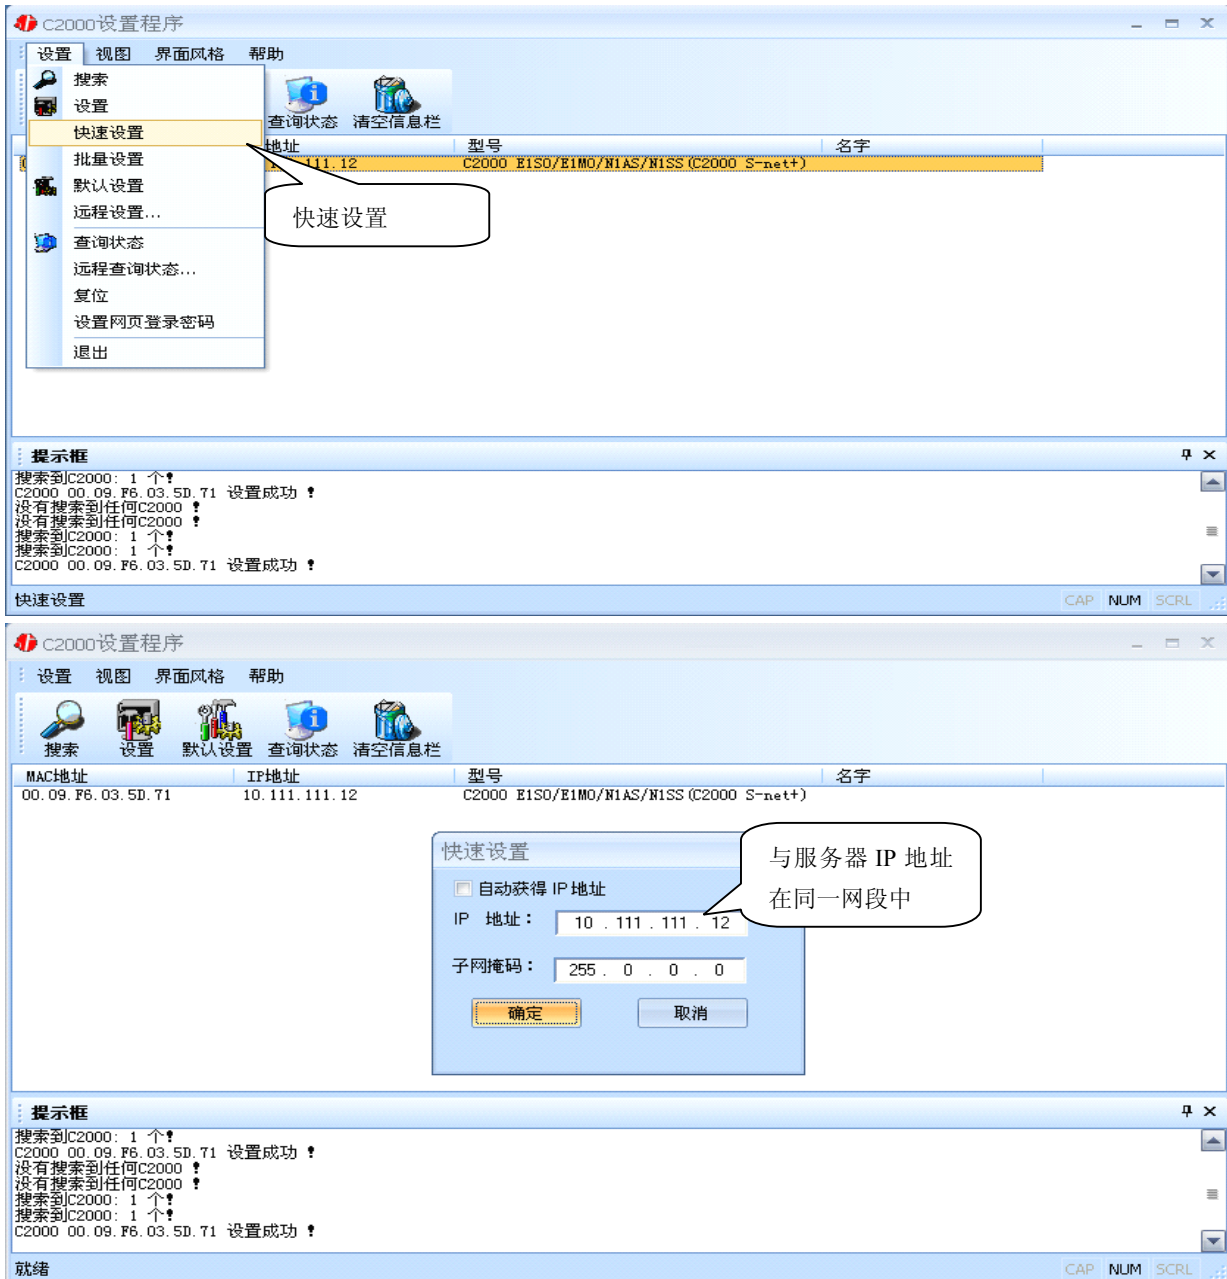 C2000设置程序
设置 视图 界面风格 帮助
搜索
设置
快速设置
批量设置
默认设置
远程设置...
查询状态
远程查询状态...
复位
设置网页登录密码
退出
查询状态 清空信息栏
地址 型号 名字
111.12 C2000 E1S0/E1M0/N1AS/N1SS(C2000 S-net+)
快速设置
提示框
搜索到C2000: 1 个!
C2000 00.09.F6.03.5D.71 设置成功 !
没有搜索到任何C2000 !
没有搜索到任何C2000 !
搜索到C2000: 1 个!
搜索到C2000: 1 个!
C2000 00.09.F6.03.5D.71 设置成功 !
快速设置 CAP NUM SCRL
C2000设置程序
设置 视图 界面风格 帮助
搜索 设置 默认设置 查询状态 清空信息栏
MAC地址 IP地址 型号 名字
00.09.F6.03.5D.71 10.111.111.12 C2000 E1S0/E1M0/N1AS/N1SS(C2000 S-net+)
快速设置
自动获得 IP 地址
IP 地址： 10 . 111 . 111 . 12
子网掩码： 255 . 0 . 0 . 0
确定 取消
与服务器 IP 地址
在同一网段中
提示框
搜索到C2000: 1 个!
C2000 00.09.F6.03.5D.71 设置成功 !
没有搜索到任何C2000 !
没有搜索到任何C2000 !
搜索到C2000: 1 个!
搜索到C2000: 1 个!
C2000 00.09.F6.03.5D.71 设置成功 !
就绪 CAP NUM SCRL